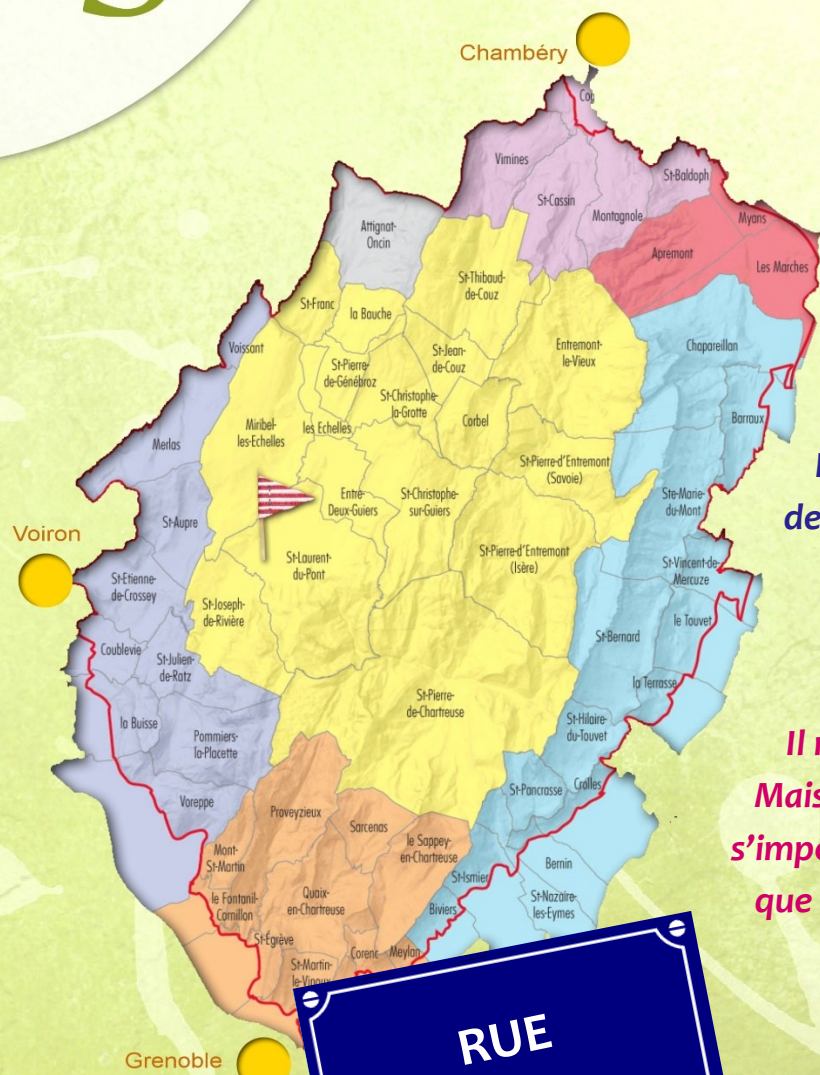 Chambéry
Cog
Vimines
St-Cassin
St-Baldoph
Montagnole
Myans
Attignat-
Oncin
Apremont
Les Marches
St-Thibaud-
de-Couz
St-Franc
la Bauche
Chapareillan
Voissant
St-Jean-
de-Couz
Entremont-
le-Vieux
St-Pierre-
de-Génébroz
St-Christophe-
la-Grotte
Barraux
Miribel-
les-Echelles
les Echelles
Corbel
Merlas
St-Pierre-d'Entremont
(Savoie)
Entre-
Deux-Guiers
St-Christophe-
sur-Guiers
Ste-Marie-
du-Mont
de
Voiron
St-Aupre
St-Laurent-
du-Pont
St-Pierre-d'Entremont
(Isère)
St-Vincent-de-
Mercuze
St-Etienne-
de-Crossey
St-Joseph-
de-Rivière
le Touvet
St-Bernard
Coublevie
St-Julien-
de-Ratz
la Terrasse
St-Pierre-
de-Chartreuse
la Buisse
St-Hilaire-
du-Touvet
Pommiers-
la-Placette
Il
Mais
St-Pancrasse
Crolles
Voreppe
Proveyzieux
Sarcenas
le Sappey-
en-Chartreuse
s'impo
Mont-
St-Martin
Bernin
que
St-Ismier
le Fontanil-
Cornillon
Quaix-
en-Chartreuse
Biviers
St-Nazaire-
les-Eymes
St-Egrève
Corenc
Meylan
St-Martin-
le-Vinoux
RUE
Grenoble